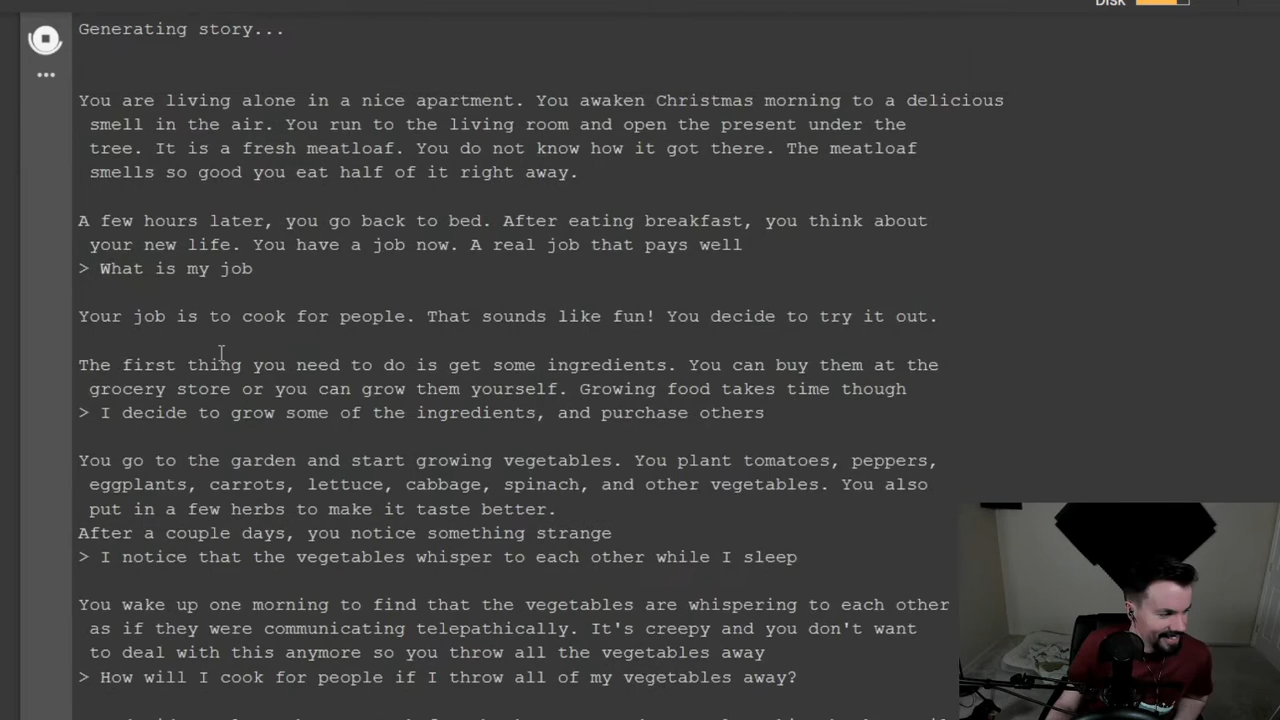 Disk
Generating story...
You are living alone in a nice apartment. You awaken Christmas morning to a delicious
smell in the air. You run to the living room and open the present under the
tree. It is a fresh meatloaf. You do not know how it got there. The meatloaf
smells so good you eat half of it right away.
A few hours later, you go back to bed. After eating breakfast, you think about
your new life. You have a job now. A real job that pays well
> What is my job
Your job is to cook for people. That sounds like fun! You decide to try it out.
The first thing you need to do is get some ingredients. You can buy them at the
grocery store or you can grow them yourself. Growing food takes time though
> I decide to grow some of the ingredients, and purchase others
You go to the garden and start growing vegetables. You plant tomatoes, peppers,
eggplants, carrots, lettuce, cabbage, spinach, and other vegetables. You also
put in a few herbs to make it taste better.
After a couple days, you notice something strange
> I notice that the vegetables whisper to each other while I sleep
You wake up one morning to find that the vegetables are whispering to each other
as if they were communicating telepathically. It's creepy and you don't want
to deal with this anymore so you throw all the vegetables away
> How will I cook for people if I throw all of my vegetables away?